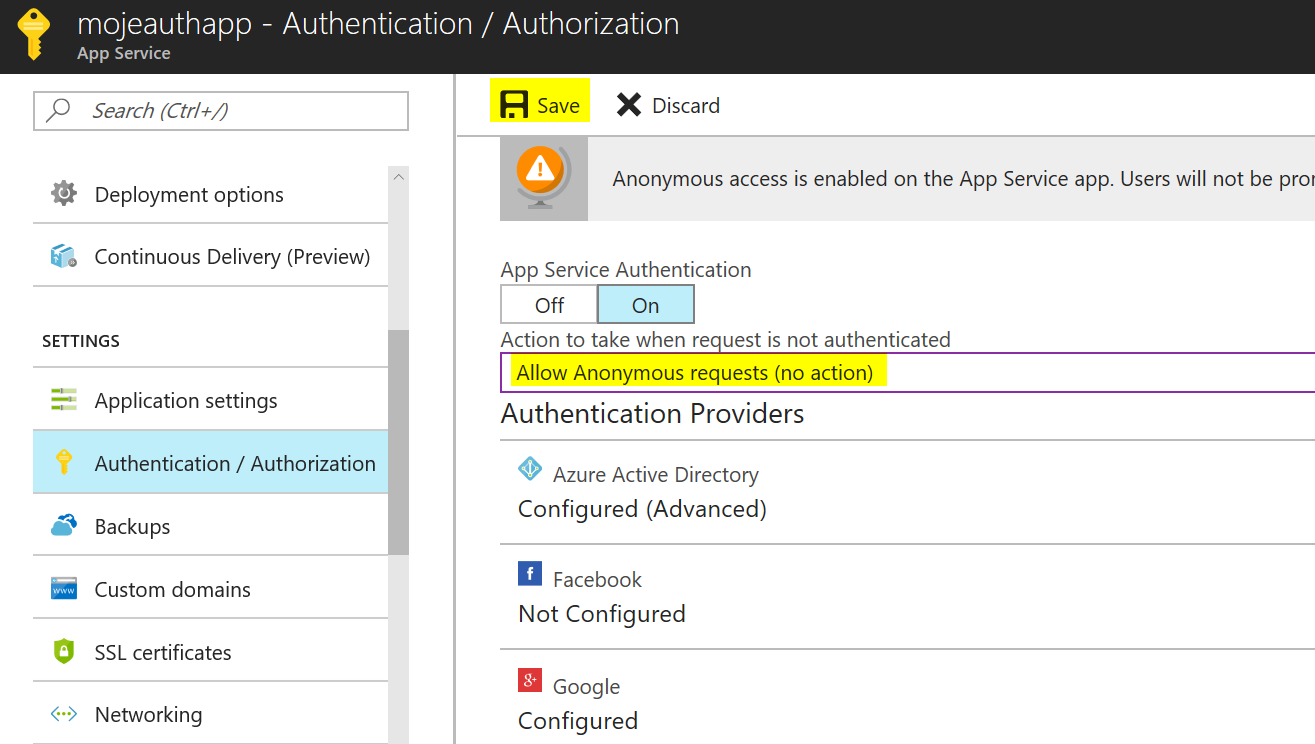 mojeauthapp - Authentication / Authorization
App Service
Search (Ctrl+/)
Deployment options
Continuous Delivery (Preview)
SETTINGS
Application settings
Authentication / Authorization
Backups
www
Custom domains
SSL certificates
Networking
Save
Discard
Anonymous access is enabled on the App Service app. Users will not be pro
App Service Authentication
Off On
Action to take when request is not authenticated
Allow Anonymous requests (no action)
Authentication Providers
Azure Active Directory
Configured (Advanced)
f Facebook
Not Configured
8+ Google
Configured